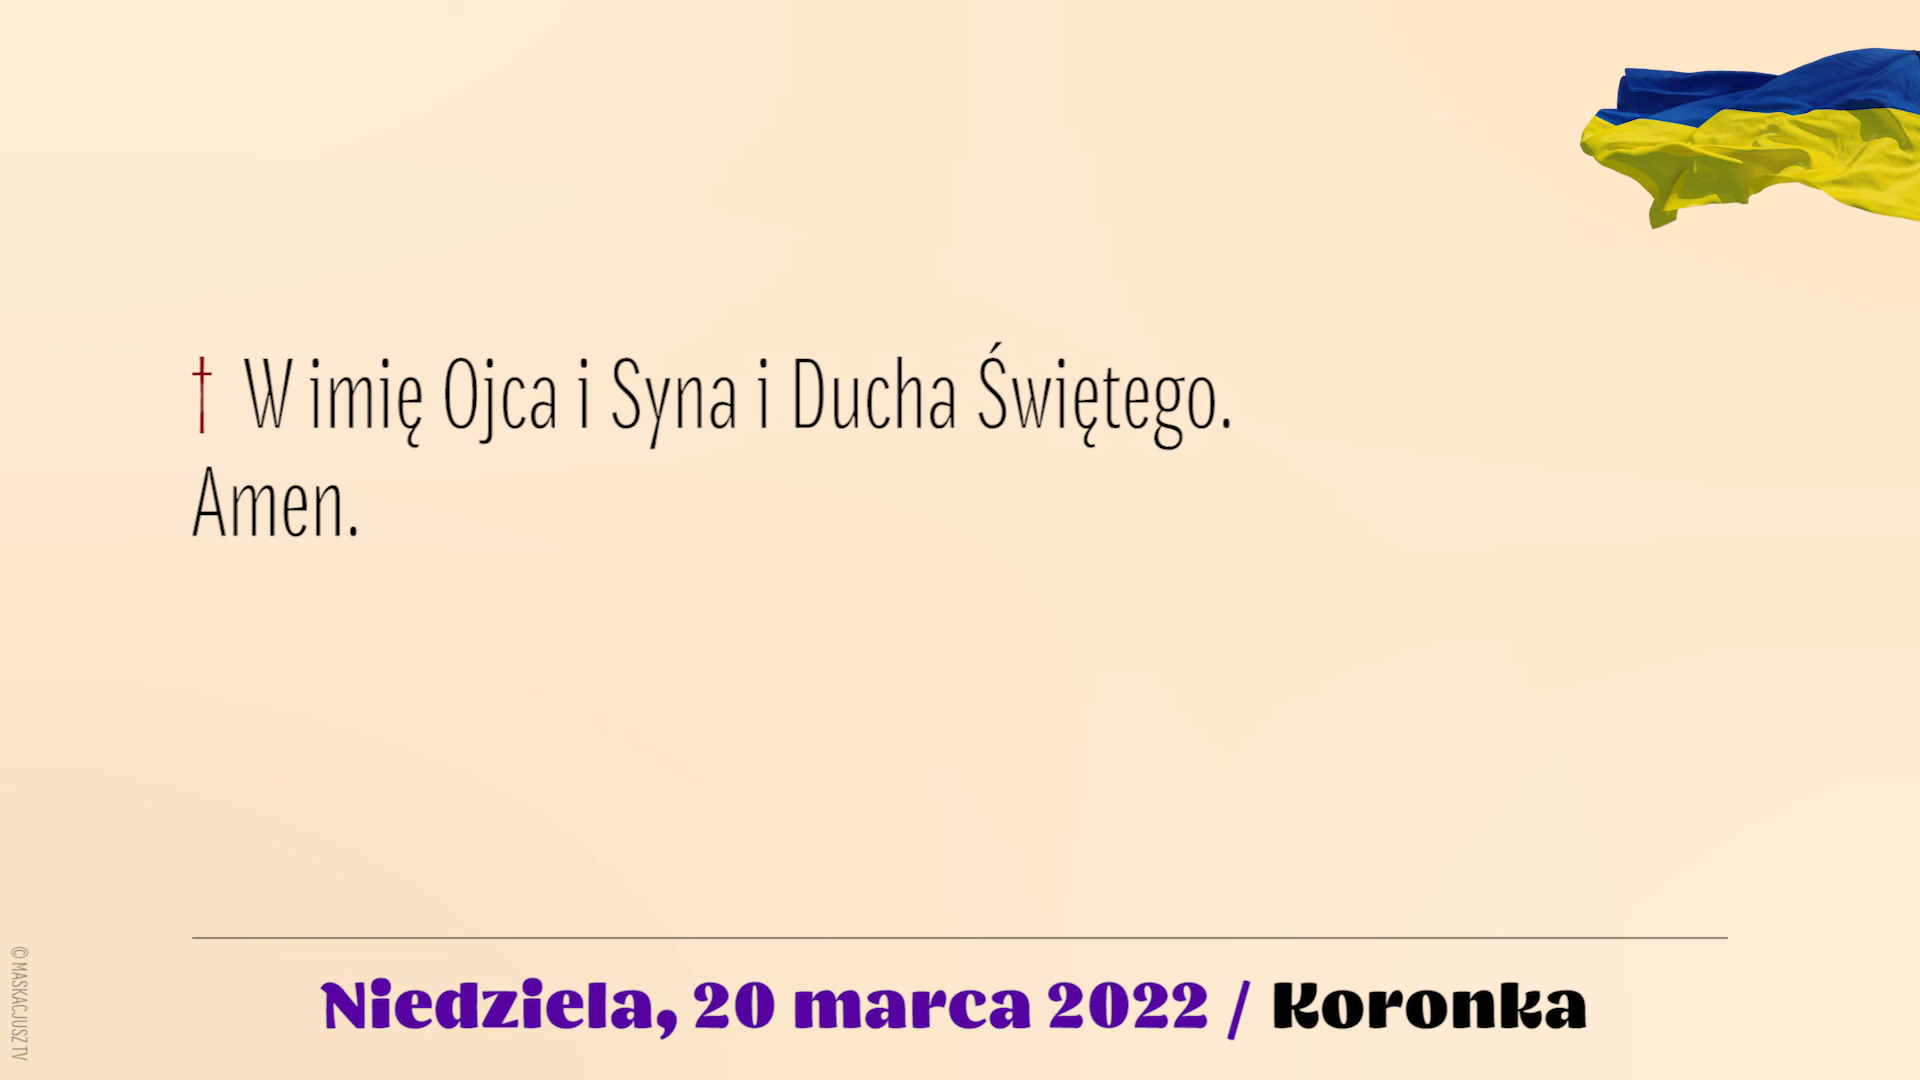 † W imię Ojca i Syna i Ducha Świętego.
Amen.
Niedziela, 20 marca 2022 / Koronka
© MASKACJUSZ TV